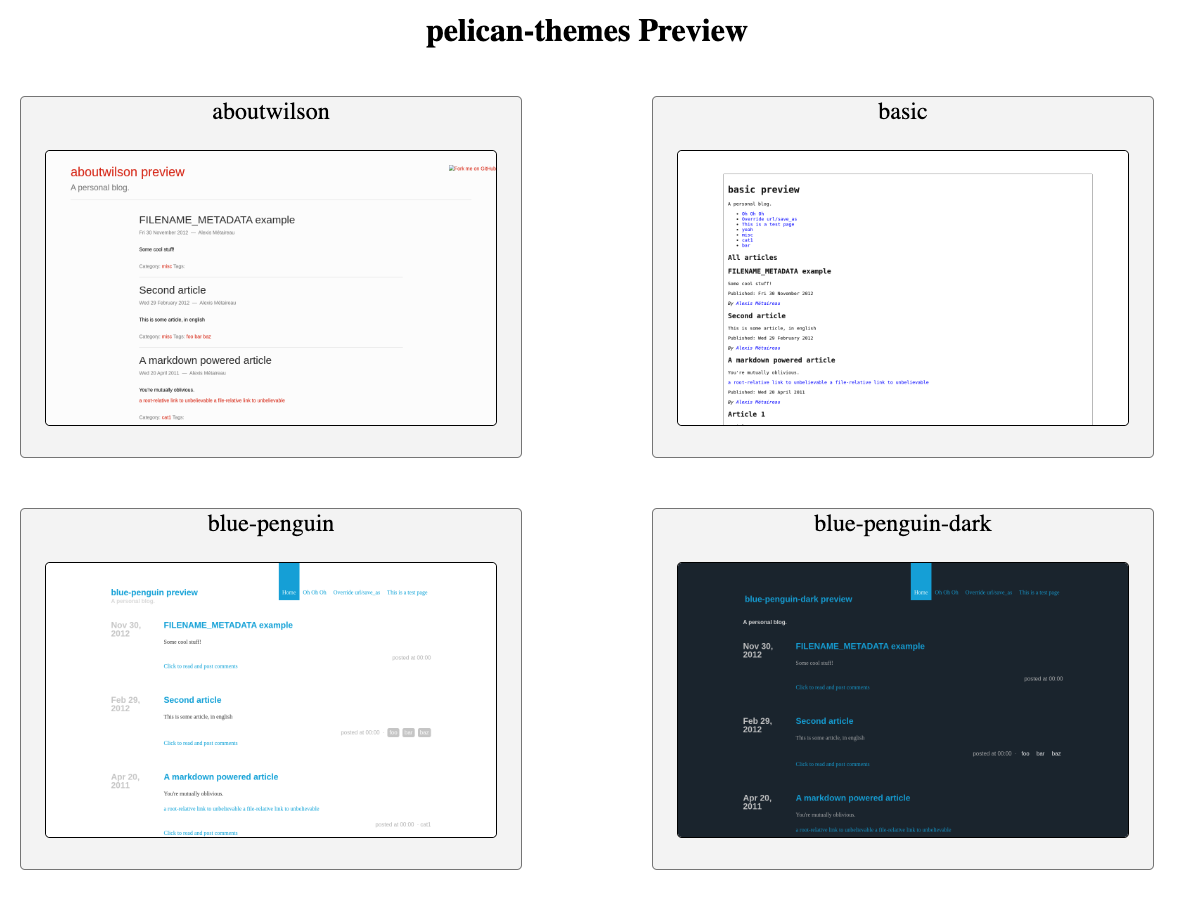 pelican-themes Preview
aboutwilson
aboutwilson preview
Fork me on GitHub
A personal blog.
FILENAME_METADATA example
Fri 30 November 2012 — Alexis Métaireau
Some cool stuff!
Category: misc Tags:
Second article
Wed 29 February 2012 — Alexis Métaireau
This is some article, in english
Category: misc Tags: foo bar baz
A markdown powered article
Wed 20 April 2011 — Alexis Métaireau
You're mutually oblivious.
a root-relative link to unbelievable a file-relative link to unbelievable
Category: cat1 Tags:
basic
basic preview
A personal blog.
Oh Oh Oh
Override url/save_as
This is a test page
yeah
misc
cat1
bar
All articles
FILENAME_METADATA example
Some cool stuff!
Published: Fri 30 November 2012
By Alexis Métaireau
Second article
This is some article, in english
Published: Wed 29 February 2012
By Alexis Métaireau
A markdown powered article
You're mutually oblivious.
a root-relative link to unbelievable a file-relative link to unbelievable
Published: Wed 20 April 2011
By Alexis Métaireau
Article 1
blue-penguin
Home Oh Oh Oh Override url/save_as This is a test page
blue-penguin preview
A personal blog.
Nov 30, 2012
FILENAME_METADATA example
Some cool stuff!
posted at 00:00
Click to read and post comments
Feb 29, 2012
Second article
This is some article, in english
posted at 00:00 · foo bar baz
Click to read and post comments
Apr 20, 2011
A markdown powered article
You're mutually oblivious.
a root-relative link to unbelievable a file-relative link to unbelievable
posted at 00:00 · cat1
Click to read and post comments
blue-penguin-dark
Home Oh Oh Oh Override url/save_as This is a test page
blue-penguin-dark preview
A personal blog.
Nov 30, 2012
FILENAME_METADATA example
Some cool stuff!
posted at 00:00
Click to read and post comments
Feb 29, 2012
Second article
This is some article, in english
posted at 00:00 · foo bar baz
Click to read and post comments
Apr 20, 2011
A markdown powered article
You're mutually oblivious.
a root-relative link to unbelievable a file-relative link to unbelievable